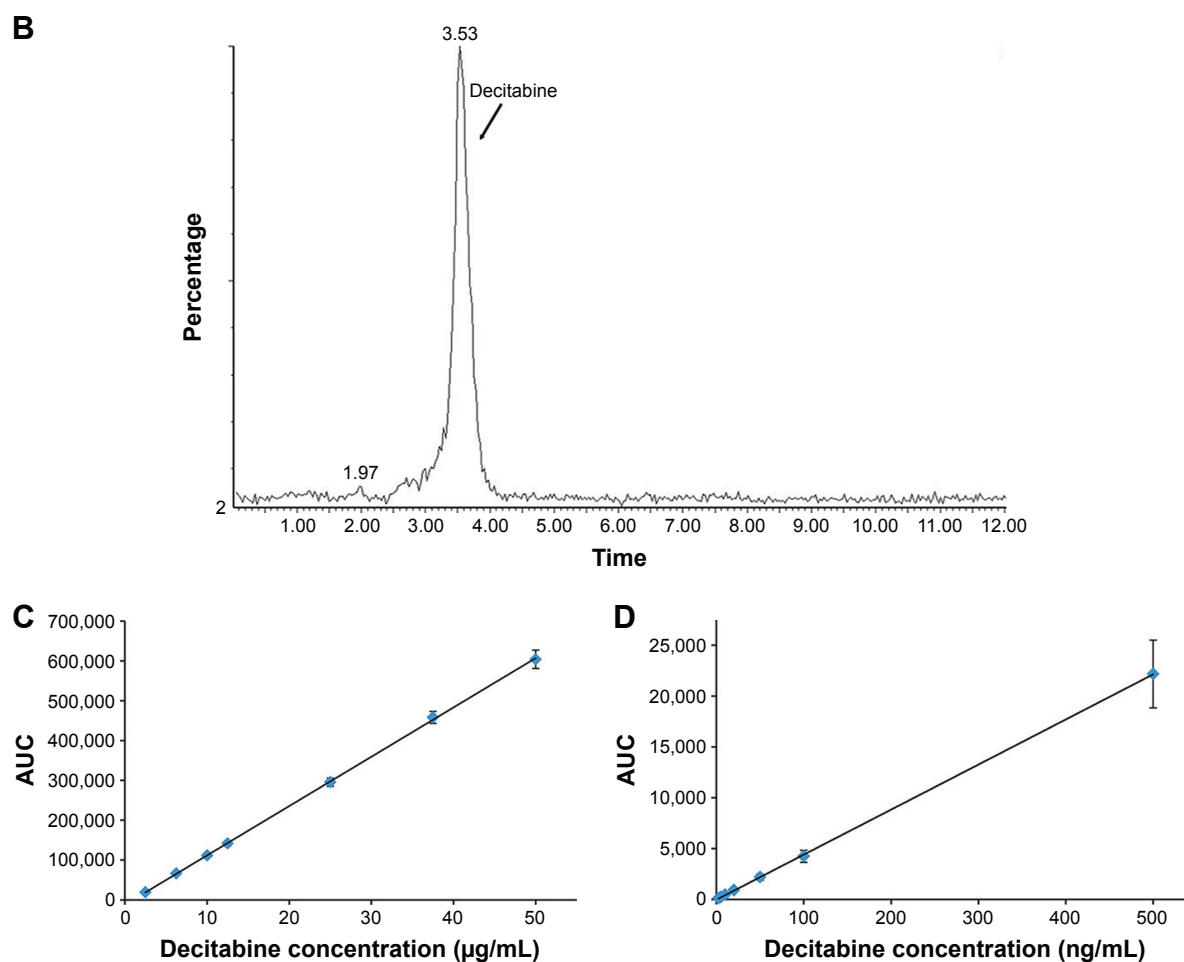 B
3.53
Decitabine
Percentage
1.97
2
1.00 2.00 3.00 4.00 5.00 6.00 7.00 8.00 9.00 10.00 11.00 12.00
Time
C
700,000
600,000
500,000
400,000
300,000
200,000
100,000
0
AUC
0 10 20 30 40 50
Decitabine concentration (µg/mL)
D
25,000
20,000
15,000
10,000
5,000
0
AUC
0 100 200 300 400 500
Decitabine concentration (ng/mL)